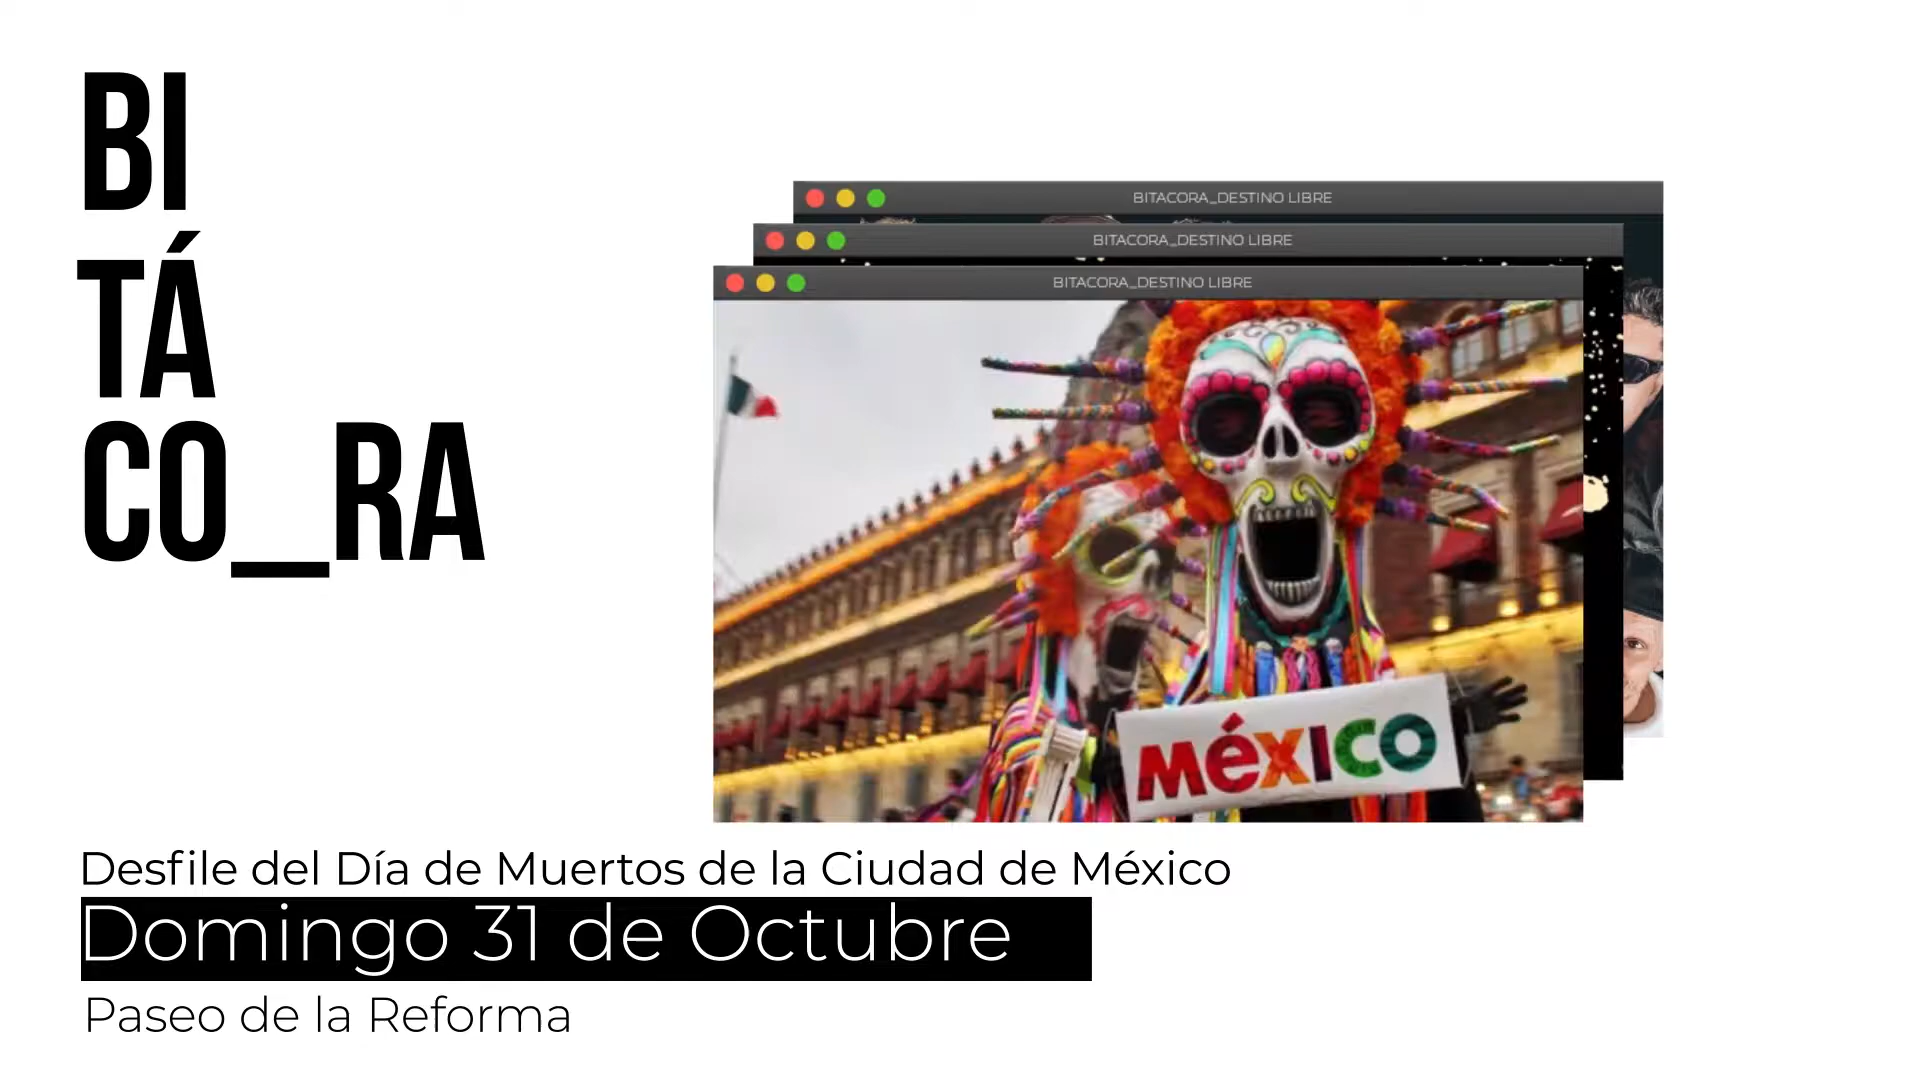 BI
TÁ
CO_RA
BITACORA_DESTINO LIBRE
BITACORA_DESTINO LIBRE
BITACORA_DESTINO LIBRE
MéXICO
Desfile del Día de Muertos de la Ciudad de México
Domingo 31 de Octubre
Paseo de la Reforma